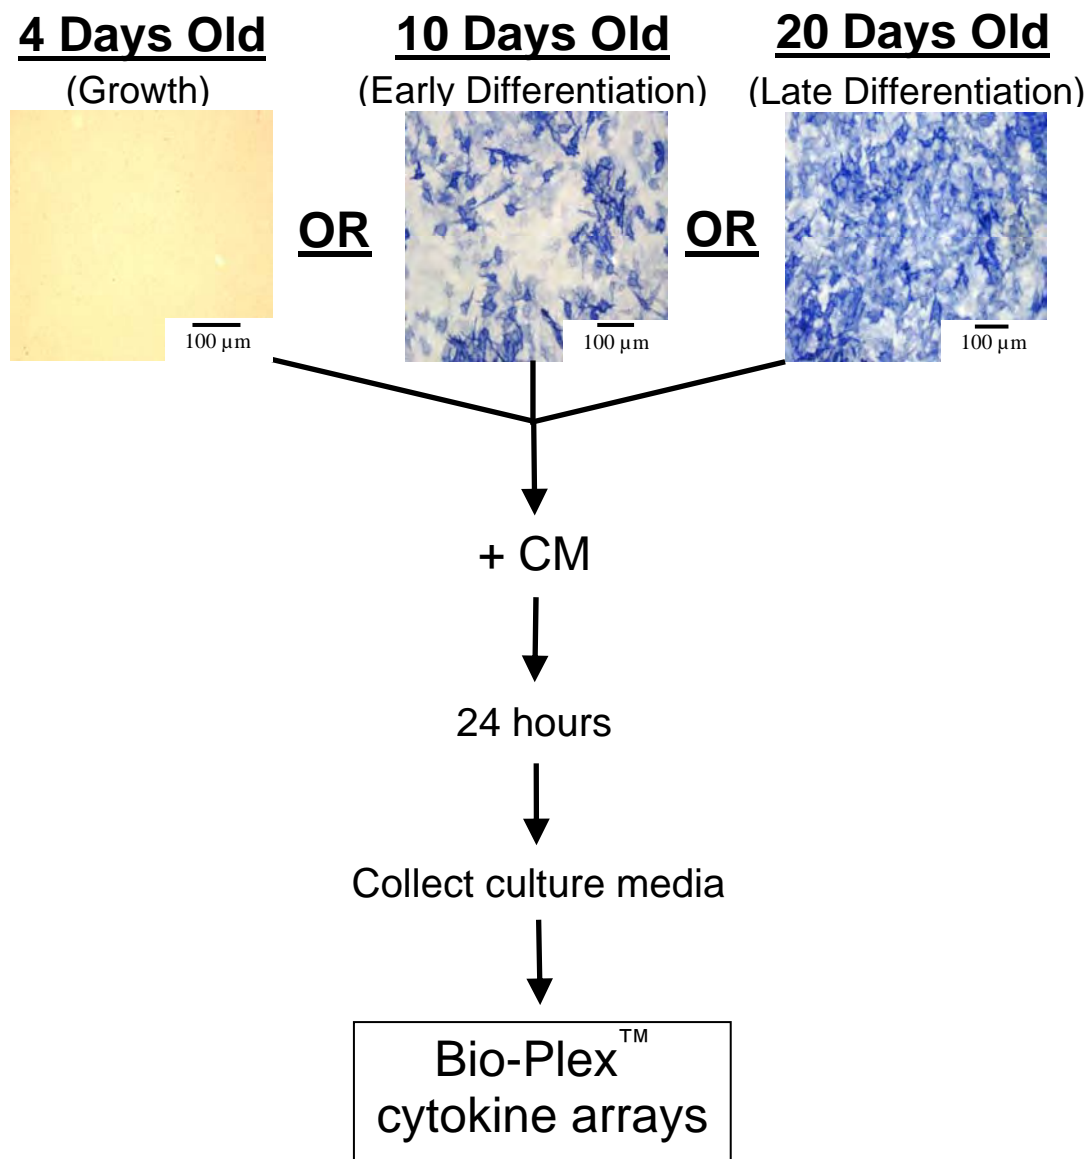 4 Days Old
(Growth)
10 Days Old
(Early Differentiation)
20 Days Old
(Late Differentiation)
OR
OR
100 µm
100 µm
100 µm
+ CM
24 hours
Collect culture media
Bio-Plex™
cytokine arrays